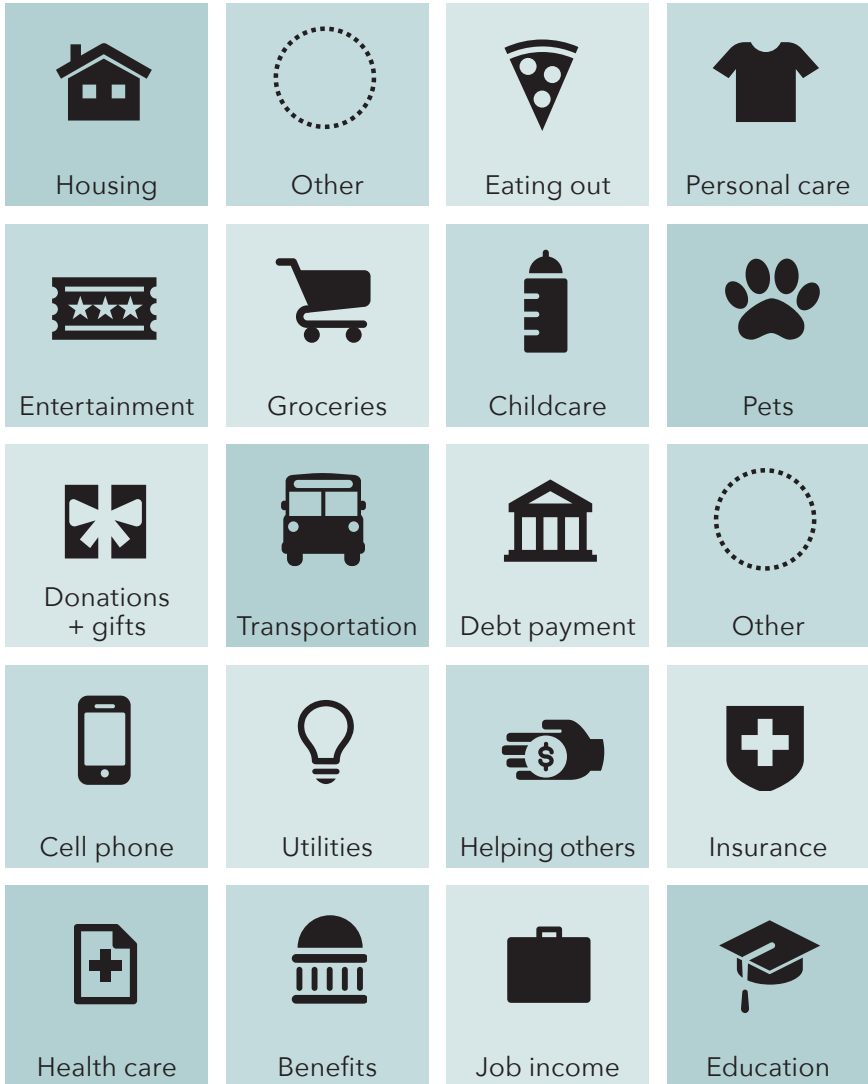 Housing
Other
Eating out
Personal care
Entertainment
Groceries
Childcare
Pets
Donations
+ gifts
Transportation
Debt payment
Other
Cell phone
Utilities
$
Helping others
Insurance
Health care
Benefits
Job income
Education